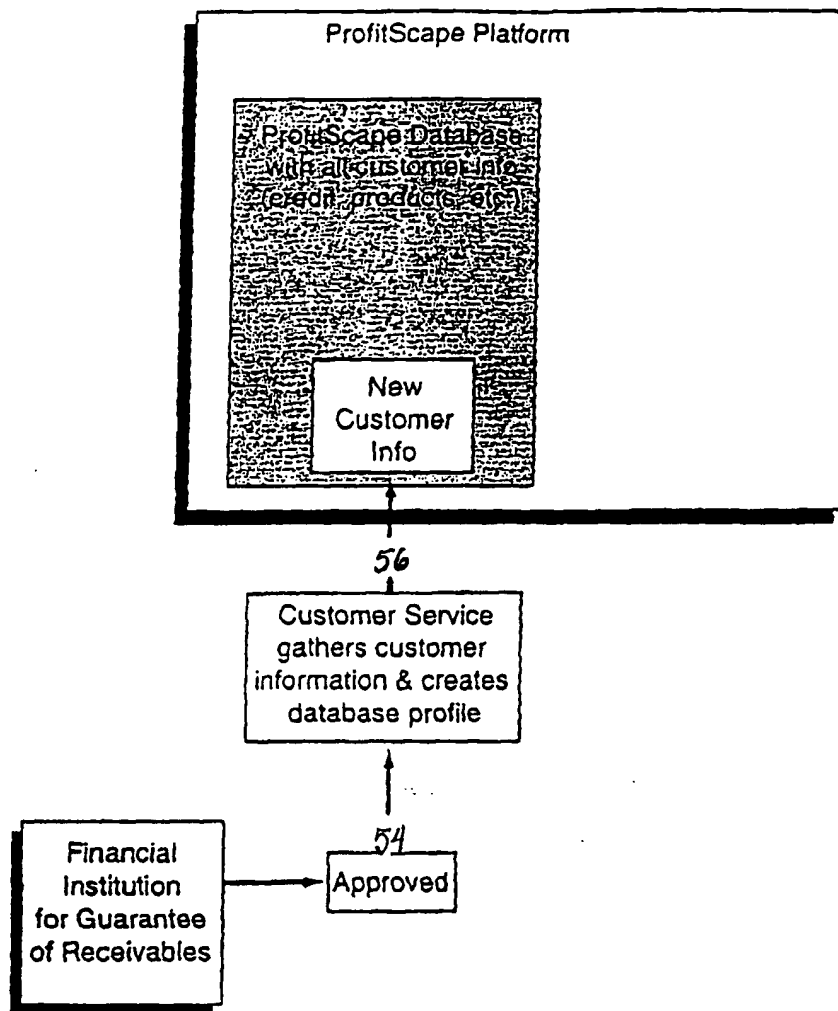 ProfitScape Platform
ProfitScape Database
with all customer info
(credit, products, etc.)
New
Customer
Info
56
Customer Service
gathers customer
information & creates
database profile
54
Approved
Financial
Institution
for Guarantee
of Receivables